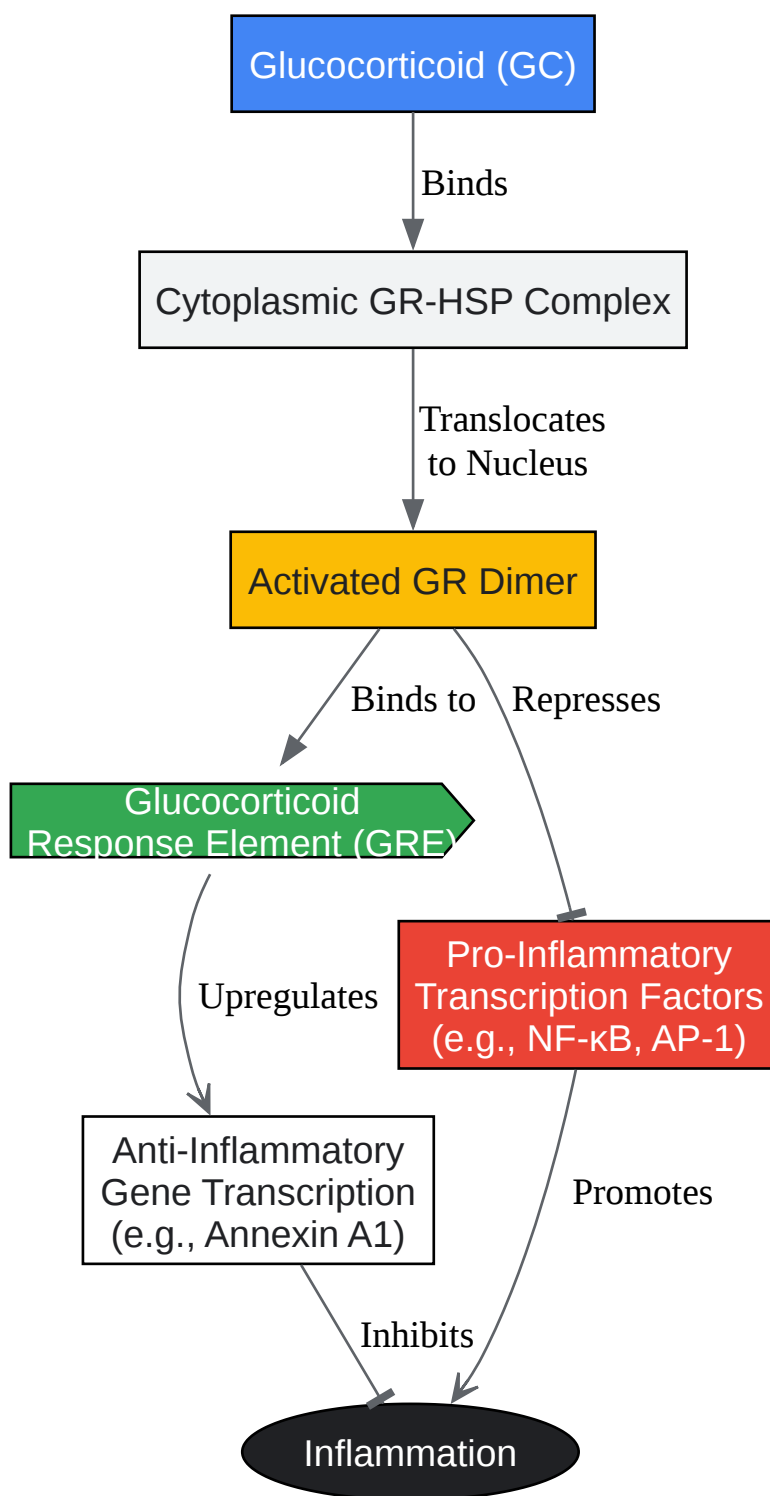 Glucocorticoid (GC)
Binds
Cytoplasmic GR-HSP Complex
Translocates
to Nucleus
Activated GR Dimer
Binds to
Represses
Glucocorticoid
Response Element (GRE)
Pro-Inflammatory
Transcription Factors
(e.g., NF-κB, AP-1)
Upregulates
Anti-Inflammatory
Gene Transcription
(e.g., Annexin A1)
Promotes
Inhibits
Inflammation